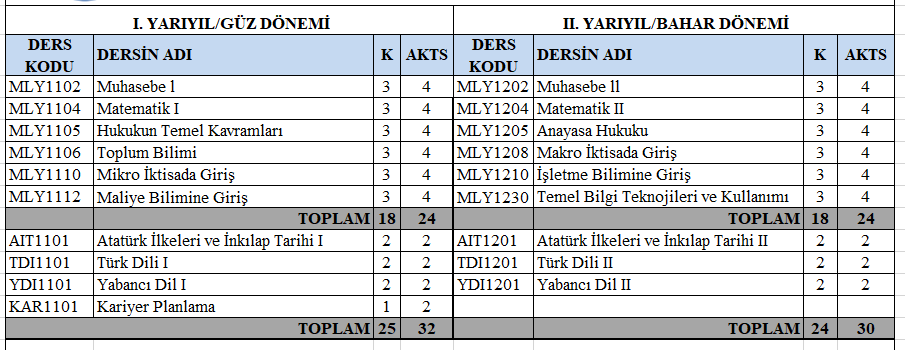 I. YARIYIL/GÜZ DÖNEMİ II. YARIYIL/BAHAR DÖNEMİ
DERS KODU DERSİN ADI K AKTS DERS KODU DERSİN ADI K AKTS
MLY1102 Muhasebe l 3 4 MLY1202 Muhasebe ll 3 4
MLY1104 Matematik I 3 4 MLY1204 Matematik II 3 4
MLY1105 Hukukun Temel Kavramları 3 4 MLY1205 Anayasa Hukuku 3 4
MLY1106 Toplum Bilimi 3 4 MLY1208 Makro İktisada Giriş 3 4
MLY1110 Mikro İktisada Giriş 3 4 MLY1210 İşletme Bilimine Giriş 3 4
MLY1112 Maliye Bilimine Giriş 3 4 MLY1230 Temel Bilgi Teknojileri ve Kullanımı 3 4
TOPLAM 18 24 TOPLAM 18 24
AIT1101 Atatürk İlkeleri ve İnkılap Tarihi I 2 2 AIT1201 Atatürk İlkeleri ve İnkılap Tarihi II 2 2
TDI1101 Türk Dili I 2 2 TDI1201 Türk Dili II 2 2
YDI1101 Yabancı Dil I 2 2 YDI1201 Yabancı Dil II 2 2
KAR1101 Kariyer Planlama 1 2
TOPLAM 25 32 TOPLAM 24 30